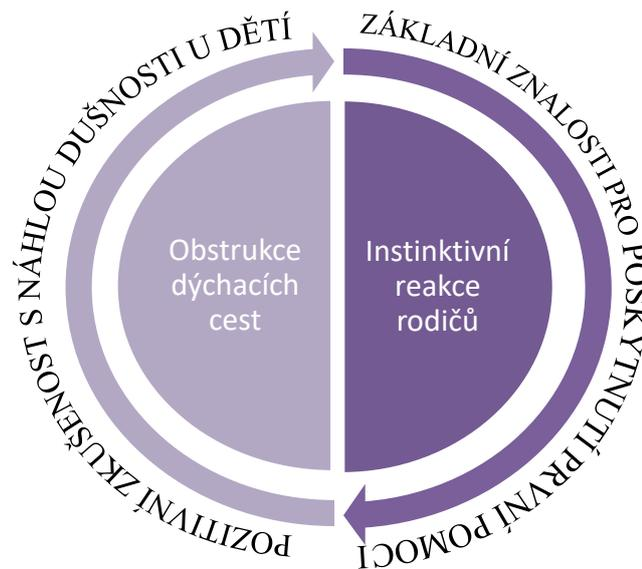 POZITIVNÍ ZKUŠENOST S NÁHLOU DUŠNOSTI U DĚTÍ
ZÁKLADNÍ ZNALOSTI PRO POSKYTNUTÍ PRVNÍ POMOCI
Obstrukce
dýchacích
cest
Instinktivní
reakce
rodičů